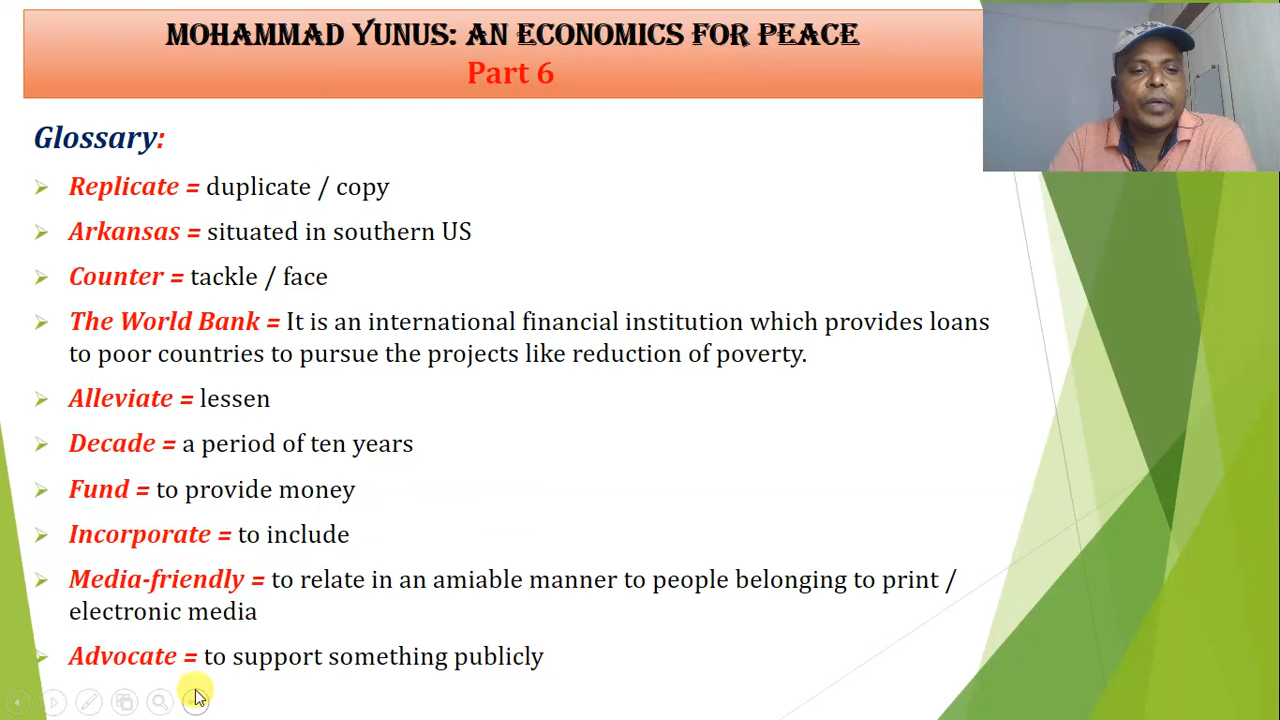 MOHAMMAD YUNUS: AN ECONOMICS FOR PEACE
Part 6
Glossary:
Replicate = duplicate / copy
Arkansas = situated in southern US
Counter = tackle / face
The World Bank = It is an international financial institution which provides loans
to poor countries to pursue the projects like reduction of poverty.
Alleviate = lessen
Decade = a period of ten years
Fund = to provide money
Incorporate = to include
Media-friendly = to relate in an amiable manner to people belonging to print /
electronic media
Advocate = to support something publicly